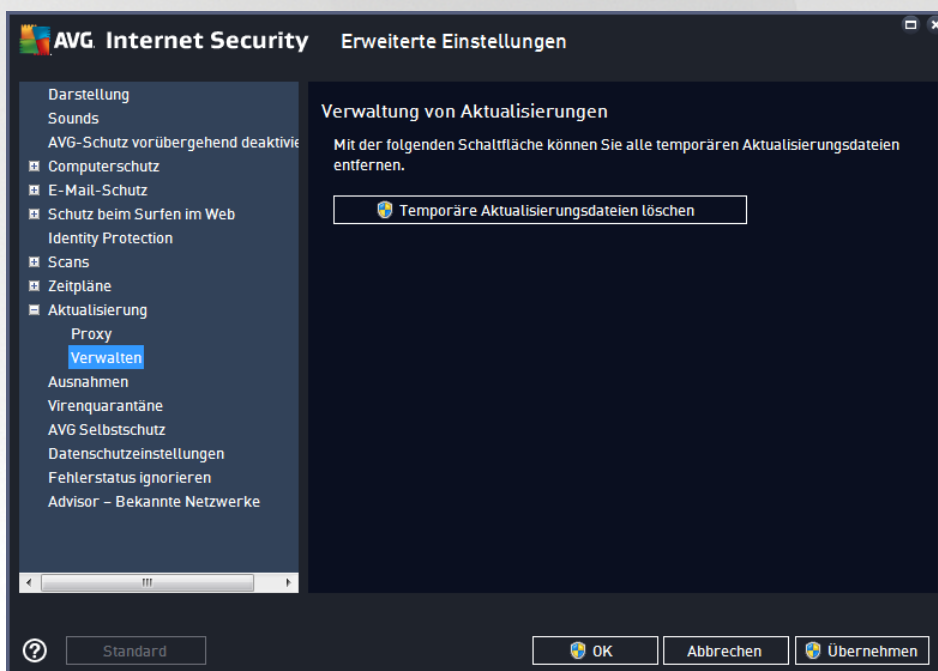 AVG Internet Security Erweiterte Einstellungen
Darstellung
Sounds
AVG-Schutz vorübergehend deaktivie
Computerschutz
E-Mail-Schutz
Schutz beim Surfen im Web
Identity Protection
Scans
Zeitpläne
Aktualisierung
Proxy
Verwalten
Ausnahmen
Virenquarantäne
AVG Selbstschutz
Datenschutzeinstellungen
Fehlerstatus ignorieren
Advisor – Bekannte Netzwerke
Verwaltung von Aktualisierungen
Mit der folgenden Schaltfläche können Sie alle temporären Aktualisierungsdateien
entfernen.
Temporäre Aktualisierungsdateien löschen
Standard
OK
Abbrechen
Übernehmen